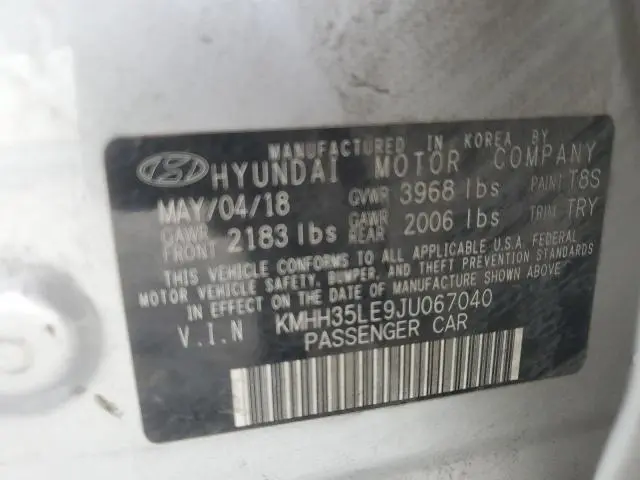 MANUFACTURED IN KOREA BY
HYUNDAI MOTOR COMPANY
MAY/04/18 GVWR 3968 lbs PAINT T8S
GAWR FRONT 2183 lbs GAWR REAR 2006 lbs TRIM TRY
THIS VEHICLE CONFORMS TO ALL APPLICABLE U.S.A. FEDERAL
MOTOR VEHICLE SAFETY, BUMPER, AND THEFT PREVENTION STANDARDS
IN EFFECT ON THE DATE OF MANUFACTURE SHOWN ABOVE
V.I.N KMHH35LE9JU067040
PASSENGER CAR